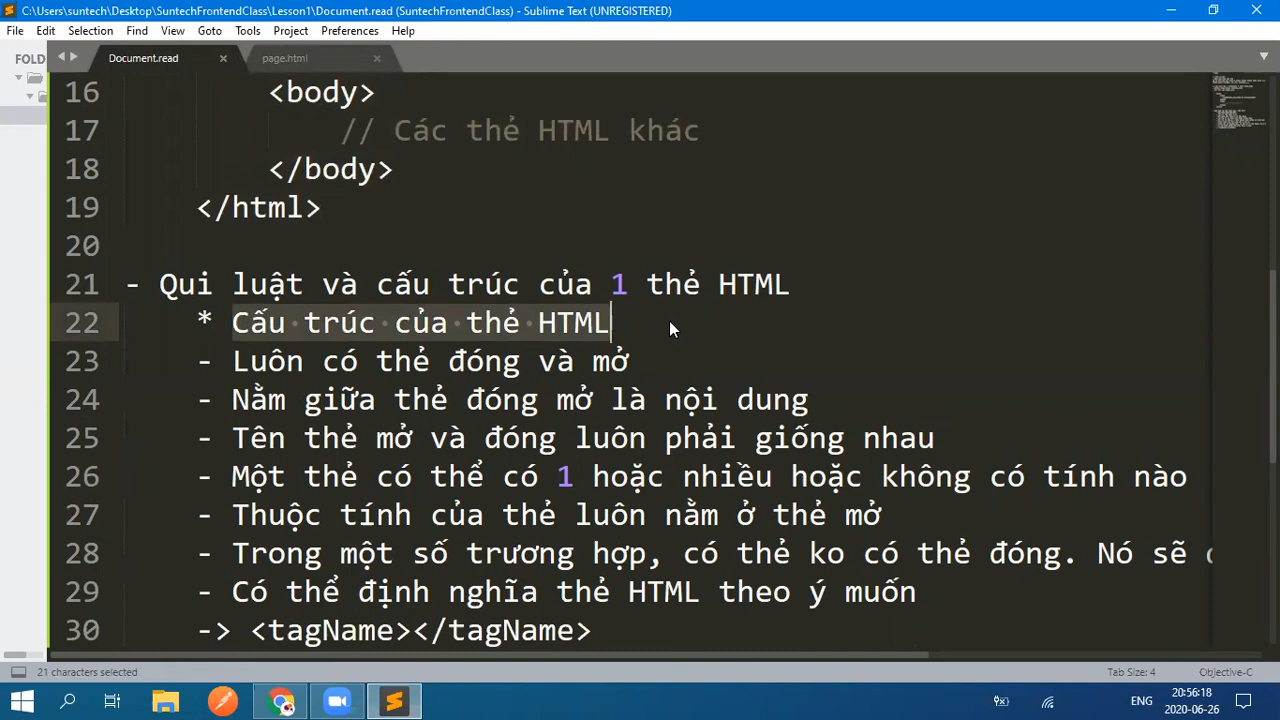 C:\Users\suntech\Desktop\SuntechFrontendClass\Lesson1\Document.read (SuntechFrontendClass) - Sublime Text (UNREGISTERED)
File Edit Selection Find View Goto Tools Project Preferences Help
FOLD
Document.read page.html
16 <body>
17 // Các thẻ HTML khác
18 </body>
19 </html>
20
21 - Qui luật và cấu trúc của 1 thẻ HTML
22 * Cấu trúc của thẻ HTML
23 - Luôn có thẻ đóng và mở
24 - Nằm giữa thẻ đóng mở là nội dung
25 - Tên thẻ mở và đóng luôn phải giống nhau
26 - Một thẻ có thể có 1 hoặc nhiều hoặc không có tính nào
27 - Thuộc tính của thẻ luôn nằm ở thẻ mở
28 - Trong một số trương hợp, có thẻ ko có thẻ đóng. Nó sẽ
29 - Có thể định nghĩa thẻ HTML theo ý muốn
30 -> <tagName></tagName>
21 characters selected Tab Size: 4 Objective-C
ENG 20:56:18
2020-06-26